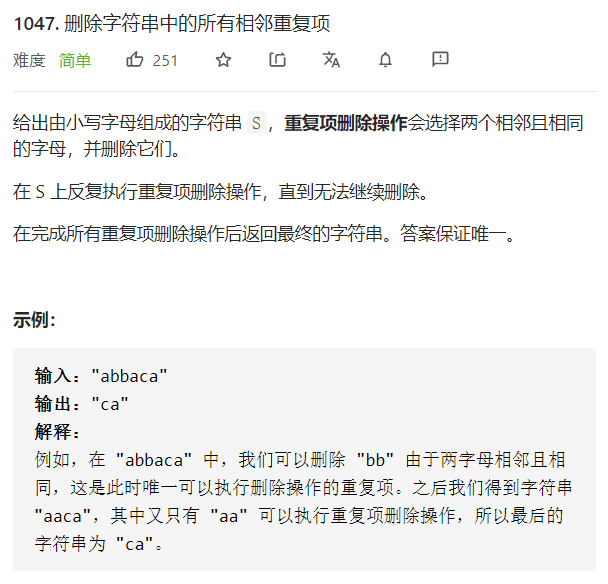 1047. 删除字符串中的所有相邻重复项
难度 简单 251
给出由小写字母组成的字符串 S，重复项删除操作会选择两个相邻且相同
的字母，并删除它们。
在 S 上反复执行重复项删除操作，直到无法继续删除。
在完成所有重复项删除操作后返回最终的字符串。答案保证唯一。
示例：
输入："abbaca"
输出："ca"
解释：
例如，在 "abbaca" 中，我们可以删除 "bb" 由于两字母相邻且相
同，这是此时唯一可以执行删除操作的重复项。之后我们得到字符串
"aaca"，其中又只有 "aa" 可以执行重复项删除操作，所以最后的
字符串为 "ca"。